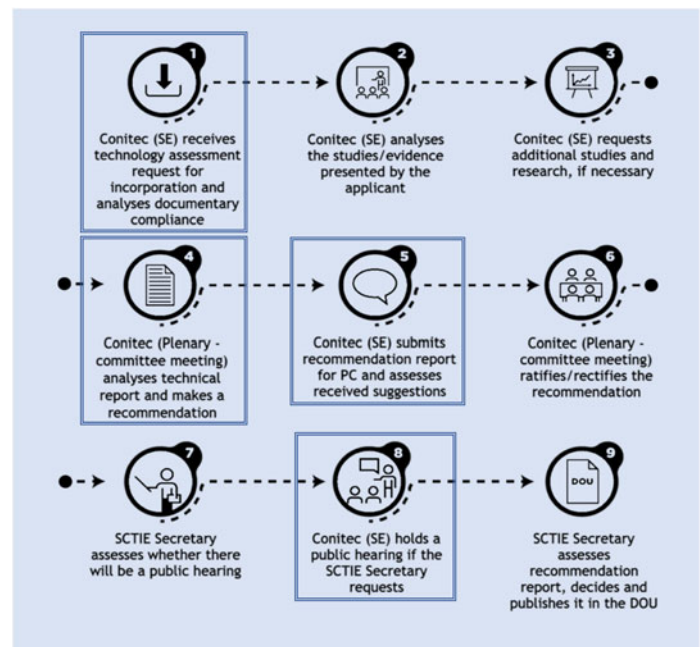 1
Conitec (SE) receives
technology assessment
request for
incorporation and
analyses documentary
compliance
2
Conitec (SE) analyses
the studies/evidence
presented by the
applicant
3
Conitec (SE) requests
additional studies and
research, if necessary
4
Conitec (Plenary -
committee meeting)
analyses technical
report and makes a
recommendation
5
Conitec (SE) submits
recommendation report
for PC and assesses
received suggestions
6
Conitec (Plenary -
committee meeting)
ratifies/rectifies the
recommendation
7
SCTIE Secretary
assesses whether there
will be a public hearing
8
Conitec (SE) holds a
public hearing if the
SCTIE Secretary
requests
9
DOU
SCTIE Secretary
assesses
recommendation
report, decides and
publishes it in the DOU